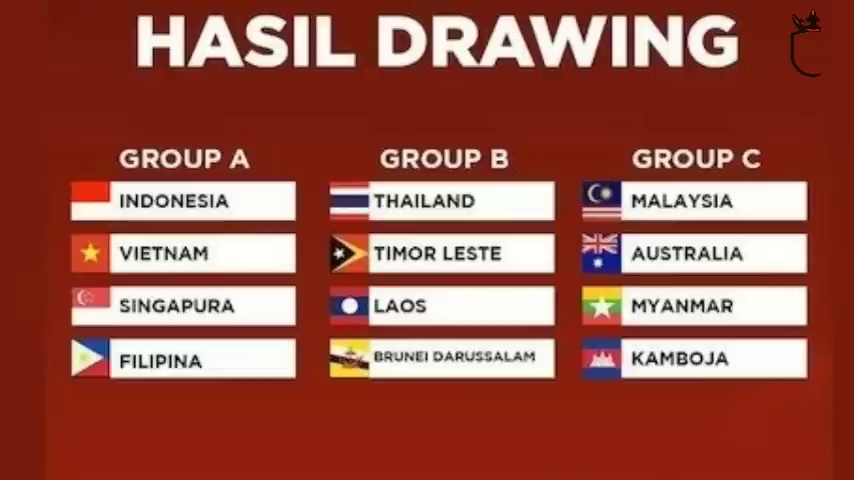 HASIL DRAWING
GROUP A
INDONESIA
VIETNAM
SINGAPURA
FILIPINA
GROUP B
THAILAND
TIMOR LESTE
LAOS
BRUNEI DARUSSALAM
GROUP C
MALAYSIA
AUSTRALIA
MYANMAR
KAMBOJA